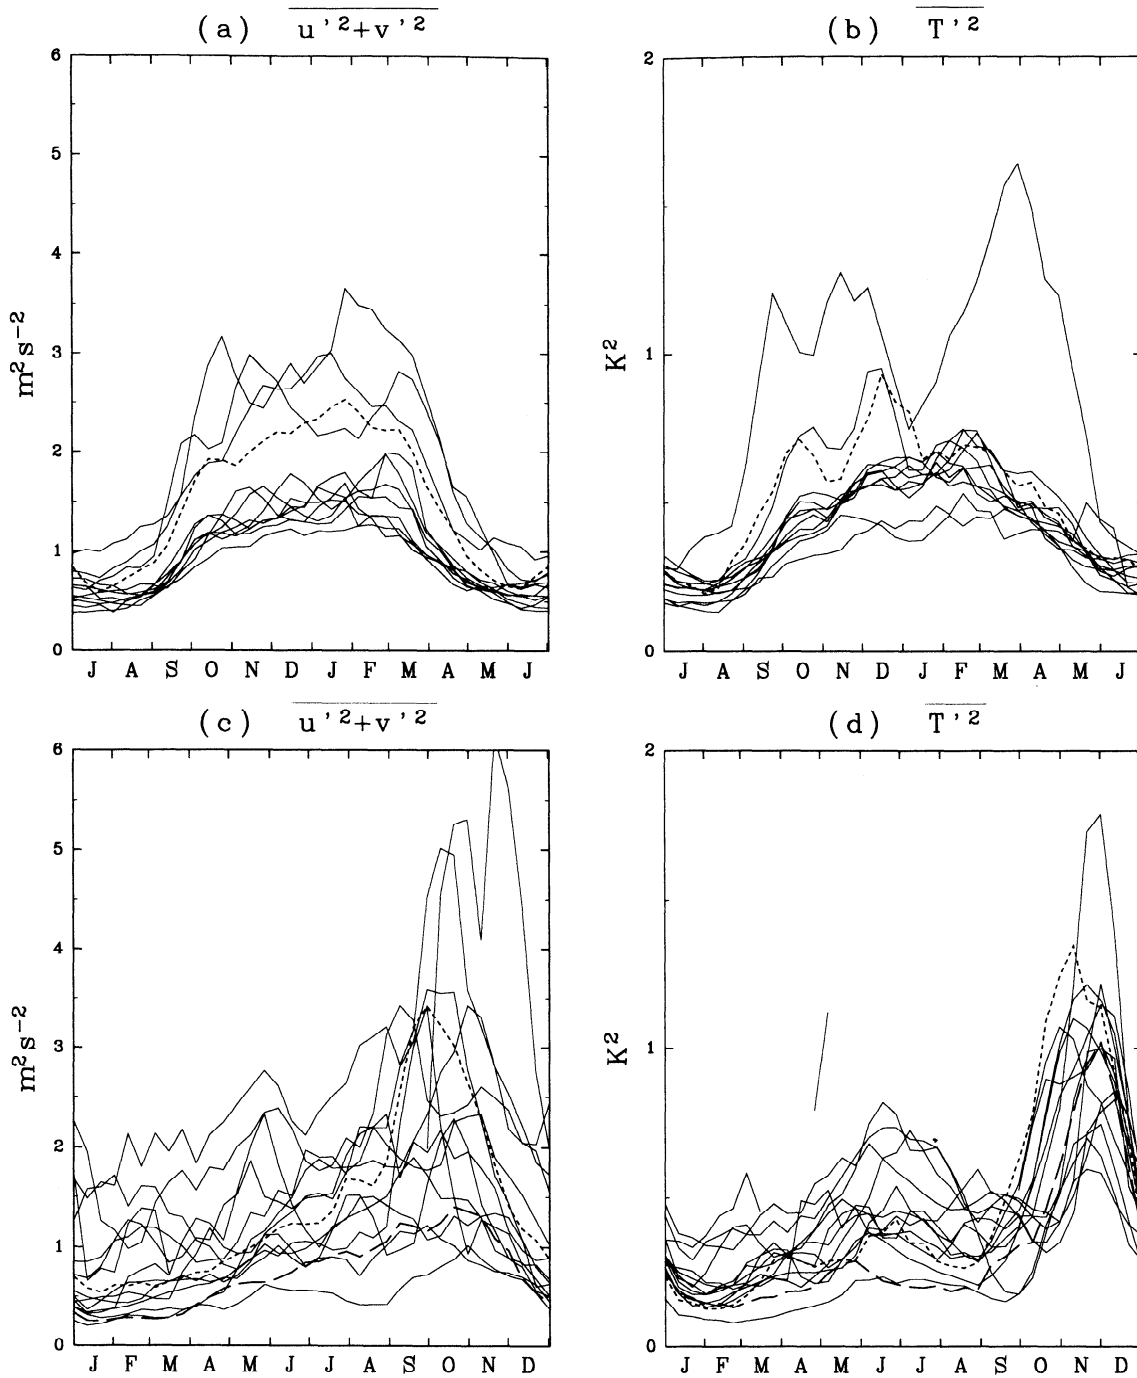 (a) u'²+v'² (b) T'²
6 2
5
4
3 1
2
1
0 0
m²s⁻² K²
J A S O N D J F M A M J J A S O N D J F M A M J
(c) u'²+v'² (d) T'²
6 2
5
4
3 1
2
1
0 0
m²s⁻² K²
J F M A M J J A S O N D J F M A M J J A S O N D